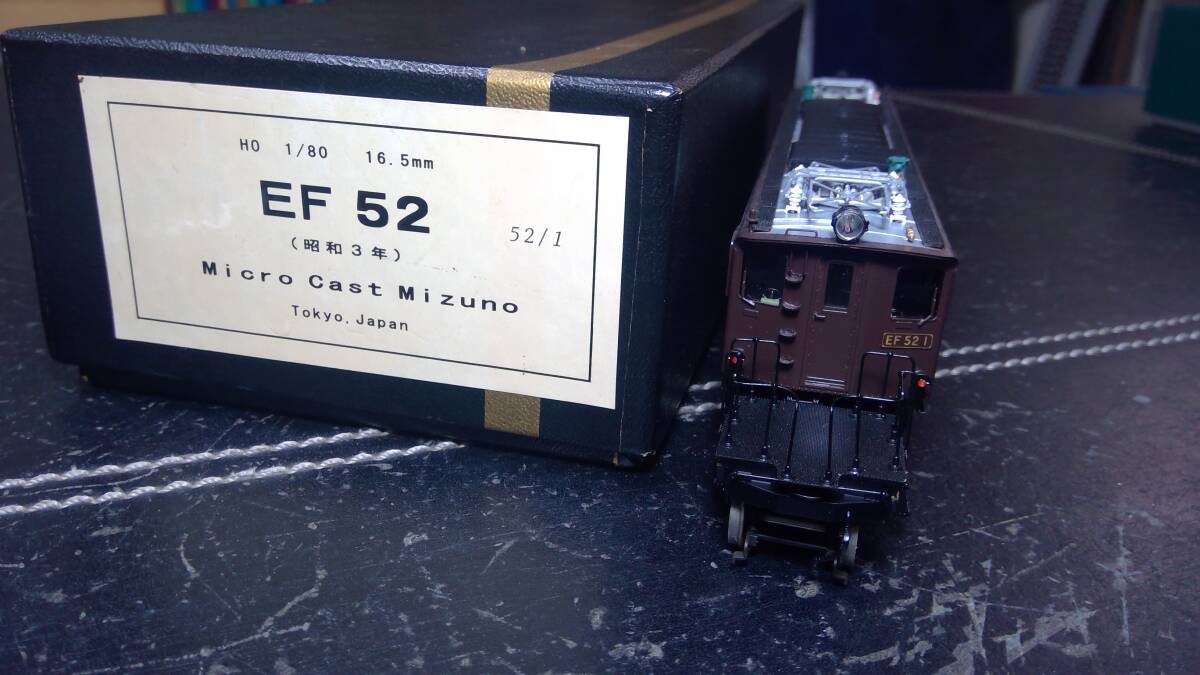 HO 1/80 16.5mm
EF 52
52/1
(昭和3年)
Micro Cast Mizuno
Tokyo, Japan
EF 52 1